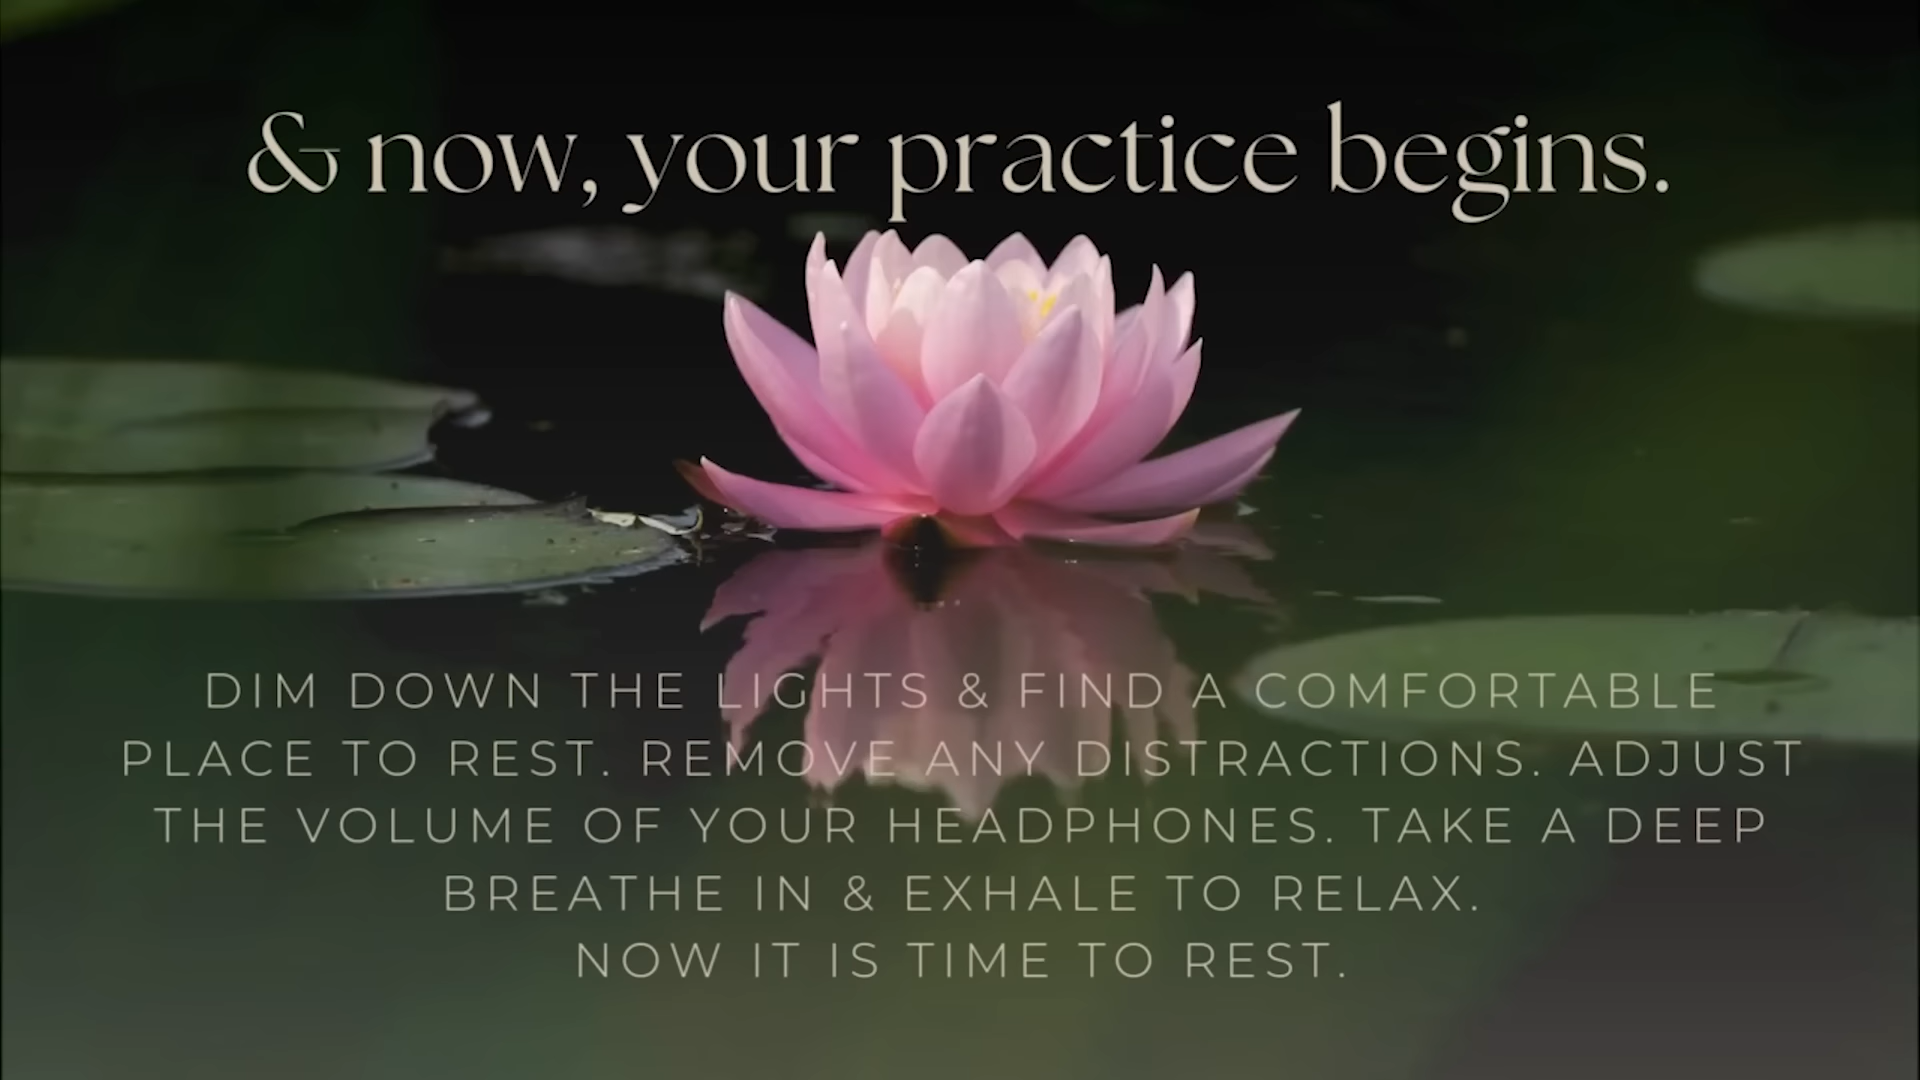 & now, your practice begins.
DIM DOWN THE LIGHTS & FIND A COMFORTABLE
PLACE TO REST. REMOVE ANY DISTRACTIONS. ADJUST
THE VOLUME OF YOUR HEADPHONES. TAKE A DEEP
BREATHE IN & EXHALE TO RELAX.
NOW IT IS TIME TO REST.